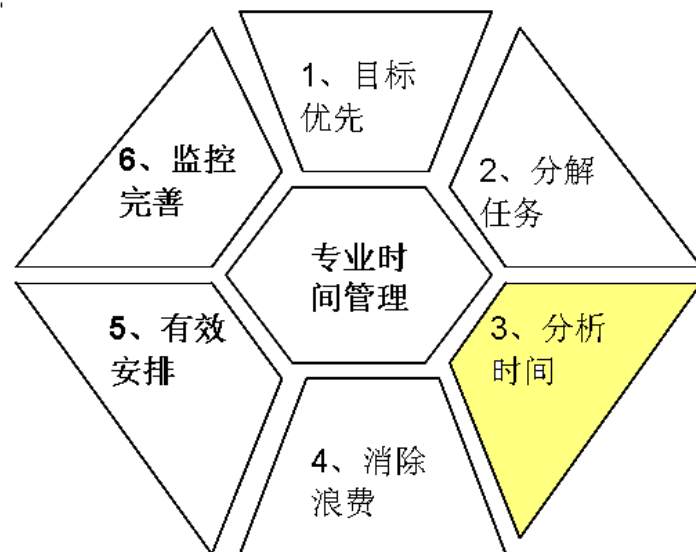 1、目标
优先
2、分解
任务
3、分析
时间
4、消除
浪费
5、有效
安排
6、监控
完善
专业时
间管理